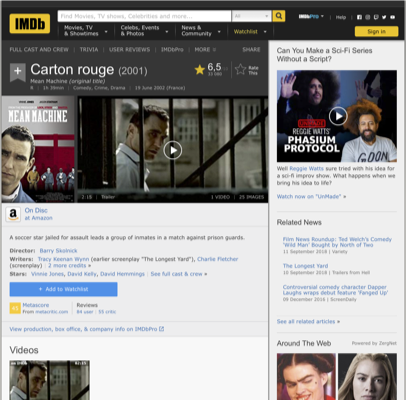 IMDb
Find Movies, TV shows, Celebrities and more...
All
IMDbPro
Help
Movies, TV
& Showtimes
Celebs, Events
& Photos
News &
Community
Watchlist
Sign in
FULL CAST AND CREW | TRIVIA | USER REVIEWS | IMDbPro | MORE
SHARE
Carton rouge (2001)
Mean Machine (original title)
R | 1h 39min | Comedy, Crime, Drama | 19 June 2002 (France)
6,5
Rate
This
MEAN MACHINE
2:18 | Trailer
1 VIDEO | 25 IMAGES
On Disc
at Amazon
A soccer star jailed for assault leads a group of inmates in a match against prison guards.
Director: Barry Skolnick
Writers: Tracy Keenan Wynn (earlier screenplay "The Longyard"), Charlie Fletcher
(screenplay) | 2 more credits »
Stars: Vinnie Jones, David Kelly, David Hemmings | See full cast & crew »
+ Add to Watchlist
Metascore
From metacritic.com
Reviews
84 user | 55 critic
View production, box office, & company info on IMDbPro
Videos
Can You Make a Sci-Fi Series
Without a Script?
REGGIE WATTS'
PHASIUM
PROTOCOL
Well Reggie Watts sure tried with his idea for
a sci-fi improv show. What happens when we
bring his idea to life?
Watch now on "UnMade" »
Related News
Film News Roundup: Ted Welch's Comedy
'Wild Man' Bought by North of Two
11 September 2018 | Variety
The Longest Yard
10 September 2018 | Trailers from Hell
Controversial comedy character Dapper
Laughs wraps debut feature 'Fanged Up'
09 December 2016 | ScreenDaily
See all related articles »
Around The Web
Powered by ZergNet